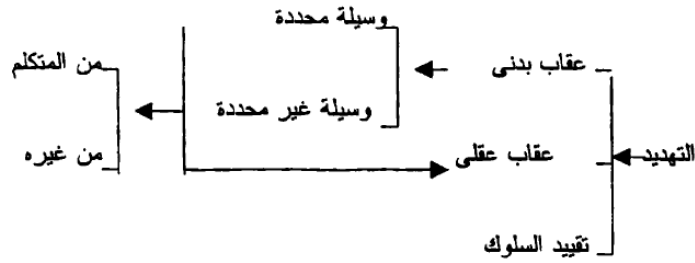 وسيلة محددة
عقاب بدنى
من المتكلم
وسيلة غير محددة
التهديد
عقاب عقلى
من غيره
تقييد السلوك